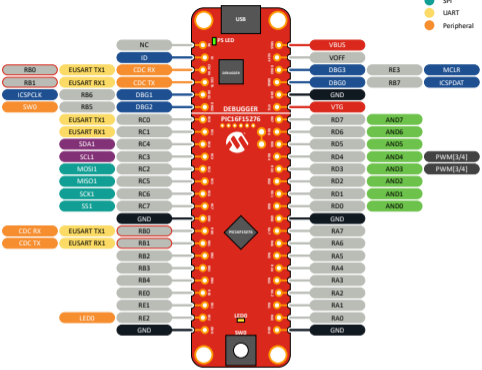 SPI
UART
Peripheral
USB
PS LED
NC VBUS
ID VOFF
RB0 EUSART TX1 CDC RX DEBUGGER DBG3 RE3 MCLR
RB1 EUSART RX1 CDC TX DBG0 RB7 ICSPDAT
ICSPCLK RB6 DBG1 GND
SW0 RB5 DBG2 DEBUGGER VTG
EUSART TX1 RC0 PIC16F15276 RD7 AND7
EUSART RX1 RC1 RD6 AND6
SDA1 RC4 RD5 AND5
SCL1 RC3 RD4 AND4 PWM[3/4]
MOSI1 RC2 RD3 AND3 PWM[3/4]
MISO1 RC5 RD2 AND2
SCK1 RC6 RD1 AND1
SS1 RC7 RD0 AND0
GND GND
CDC RX EUSART TX1 RB0 PIC16F15276 RA7
CDC TX EUSART RX1 RB1 RA6
RB2 RA5
RB3 RA4
RB4 RA3
RE0 RA2
RE1 RA1
LED0 RE2 LED0 RA0
GND SW0 GND